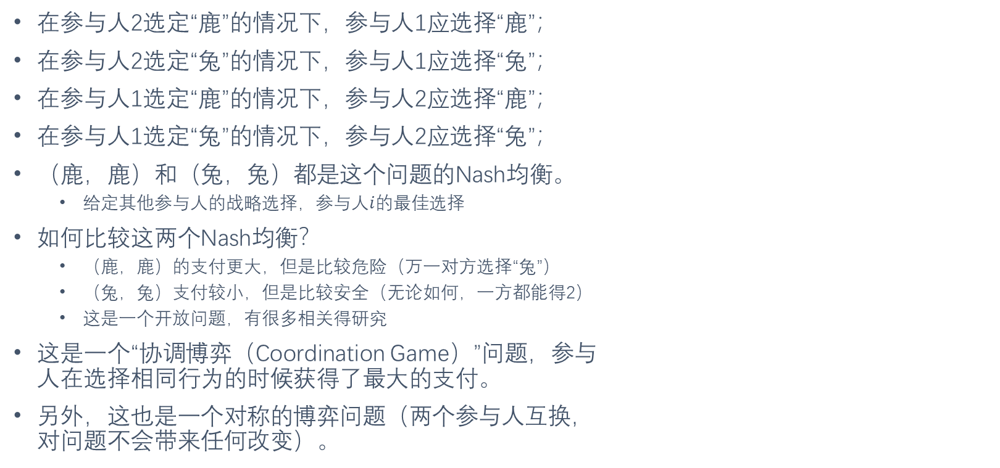 • 在参与人2选定“鹿”的情况下，参与人1应选择“鹿”；
• 在参与人2选定“兔”的情况下，参与人1应选择“兔”；
• 在参与人1选定“鹿”的情况下，参与人2应选择“鹿”；
• 在参与人1选定“兔”的情况下，参与人2应选择“兔”；
• （鹿，鹿）和（兔，兔）都是这个问题的Nash均衡。
• 给定其他参与人的战略选择，参与人i的最佳选择
• 如何比较这两个Nash均衡？
• （鹿，鹿）的支付更大，但是比较危险（万一对方选择“兔”）
• （兔，兔）支付较小，但是比较安全（无论如何，一方都能得2）
• 这是一个开放问题，有很多相关得研究
• 这是一个“协调博弈（Coordination Game）”问题，参与
人在选择相同行为的时候获得了最大的支付。
• 另外，这也是一个对称的博弈问题（两个参与人互换，
对问题不会带来任何改变）。